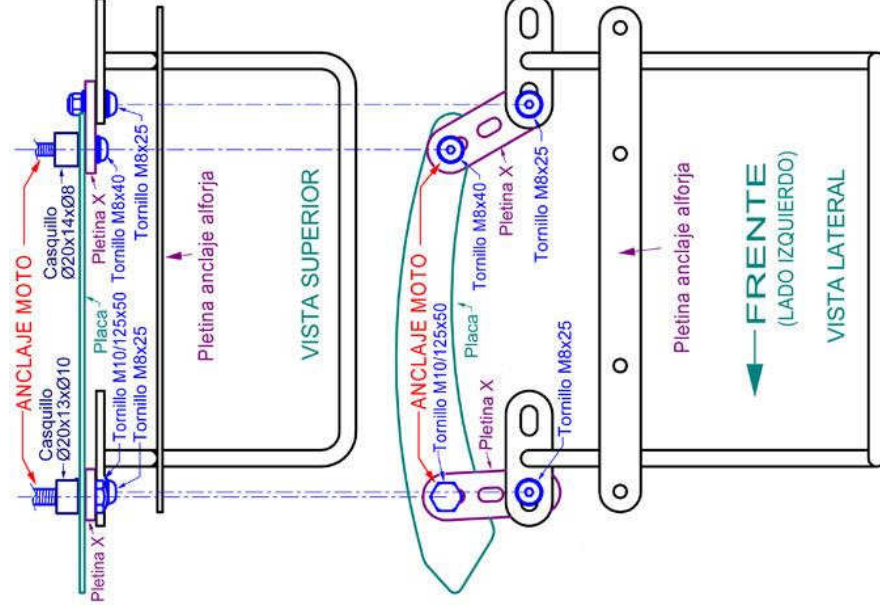 ANCLAJE MOTO
Casquillo
Ø20x13xØ10
Casquillo
Ø20x14xØ8
Pletina X
Placa
Tornillo M10/125x50
Tornillo M8x25
Pletina X
Tornillo M8x40
Tornillo M8x25
Pletina anclaje alforja
VISTA SUPERIOR
ANCLAJE MOTO
Tornillo M10/125x50
Placa
Tornillo M8x40
Pletina X
Pletina X
Tornillo M8x25
Tornillo M8x25
Pletina anclaje alforja
FRENTE
(LADO IZQUIERDO)
VISTA LATERAL